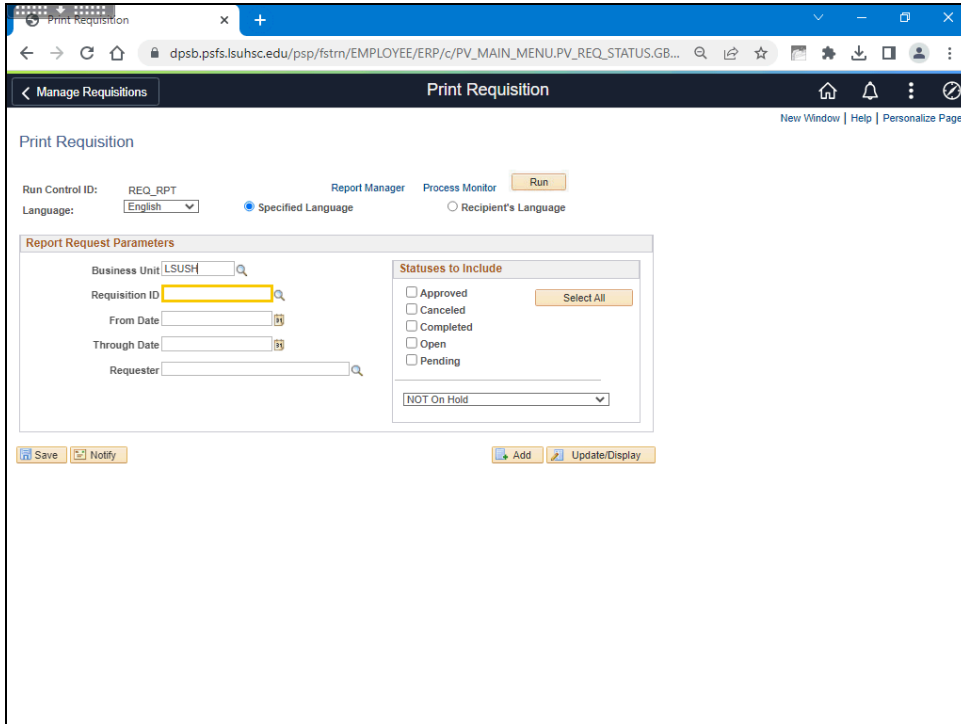 Print Requisition
dpsb.psfs.lsuhsc.edu/psp/fstrn/EMPLOYEE/ERP/c/PV_MAIN_MENU.PV_REQ_STATUS.GB...
Manage Requisitions Print Requisition
New Window | Help | Personalize Page
Print Requisition
Run Control ID: REQ_RPT Report Manager Process Monitor Run
Language: English Specified Language Recipient's Language
Report Request Parameters
Business Unit LSUSH Statuses to Include
Requisition ID Approved Select All
From Date 31 Canceled
Completed
Through Date 31 Open
Requester Pending
NOT On Hold
Save Notify Add Update/Display